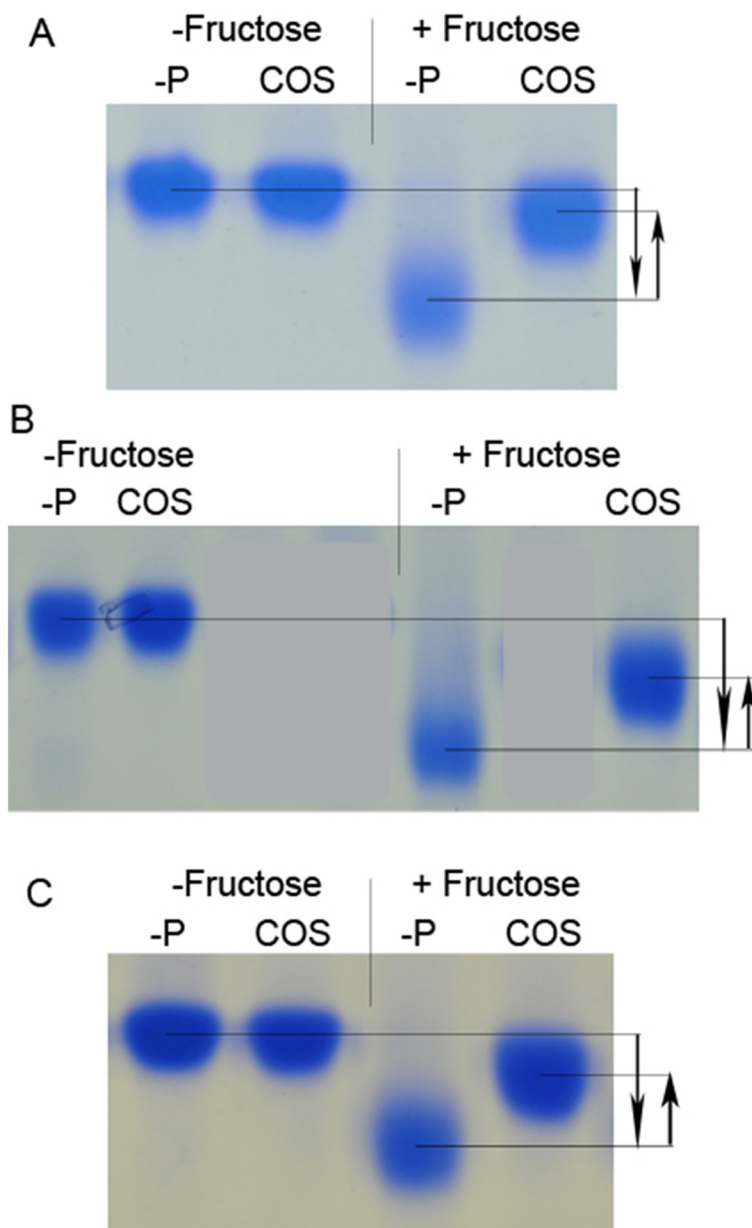 A
-Fructose + Fructose
-P COS -P COS
B
-Fructose + Fructose
-P COS -P COS
C
-Fructose + Fructose
-P COS -P COS